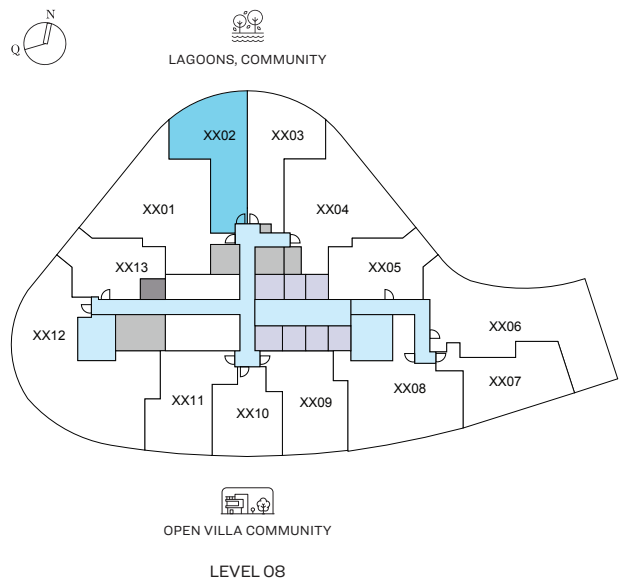 N
Q
LAGOONS, COMMUNITY
XX02 XX03
XX01 XX04
XX13 XX05
XX12 XX06
XX11 XX10 XX09 XX08 XX07
OPEN VILLA COMMUNITY
LEVEL 08